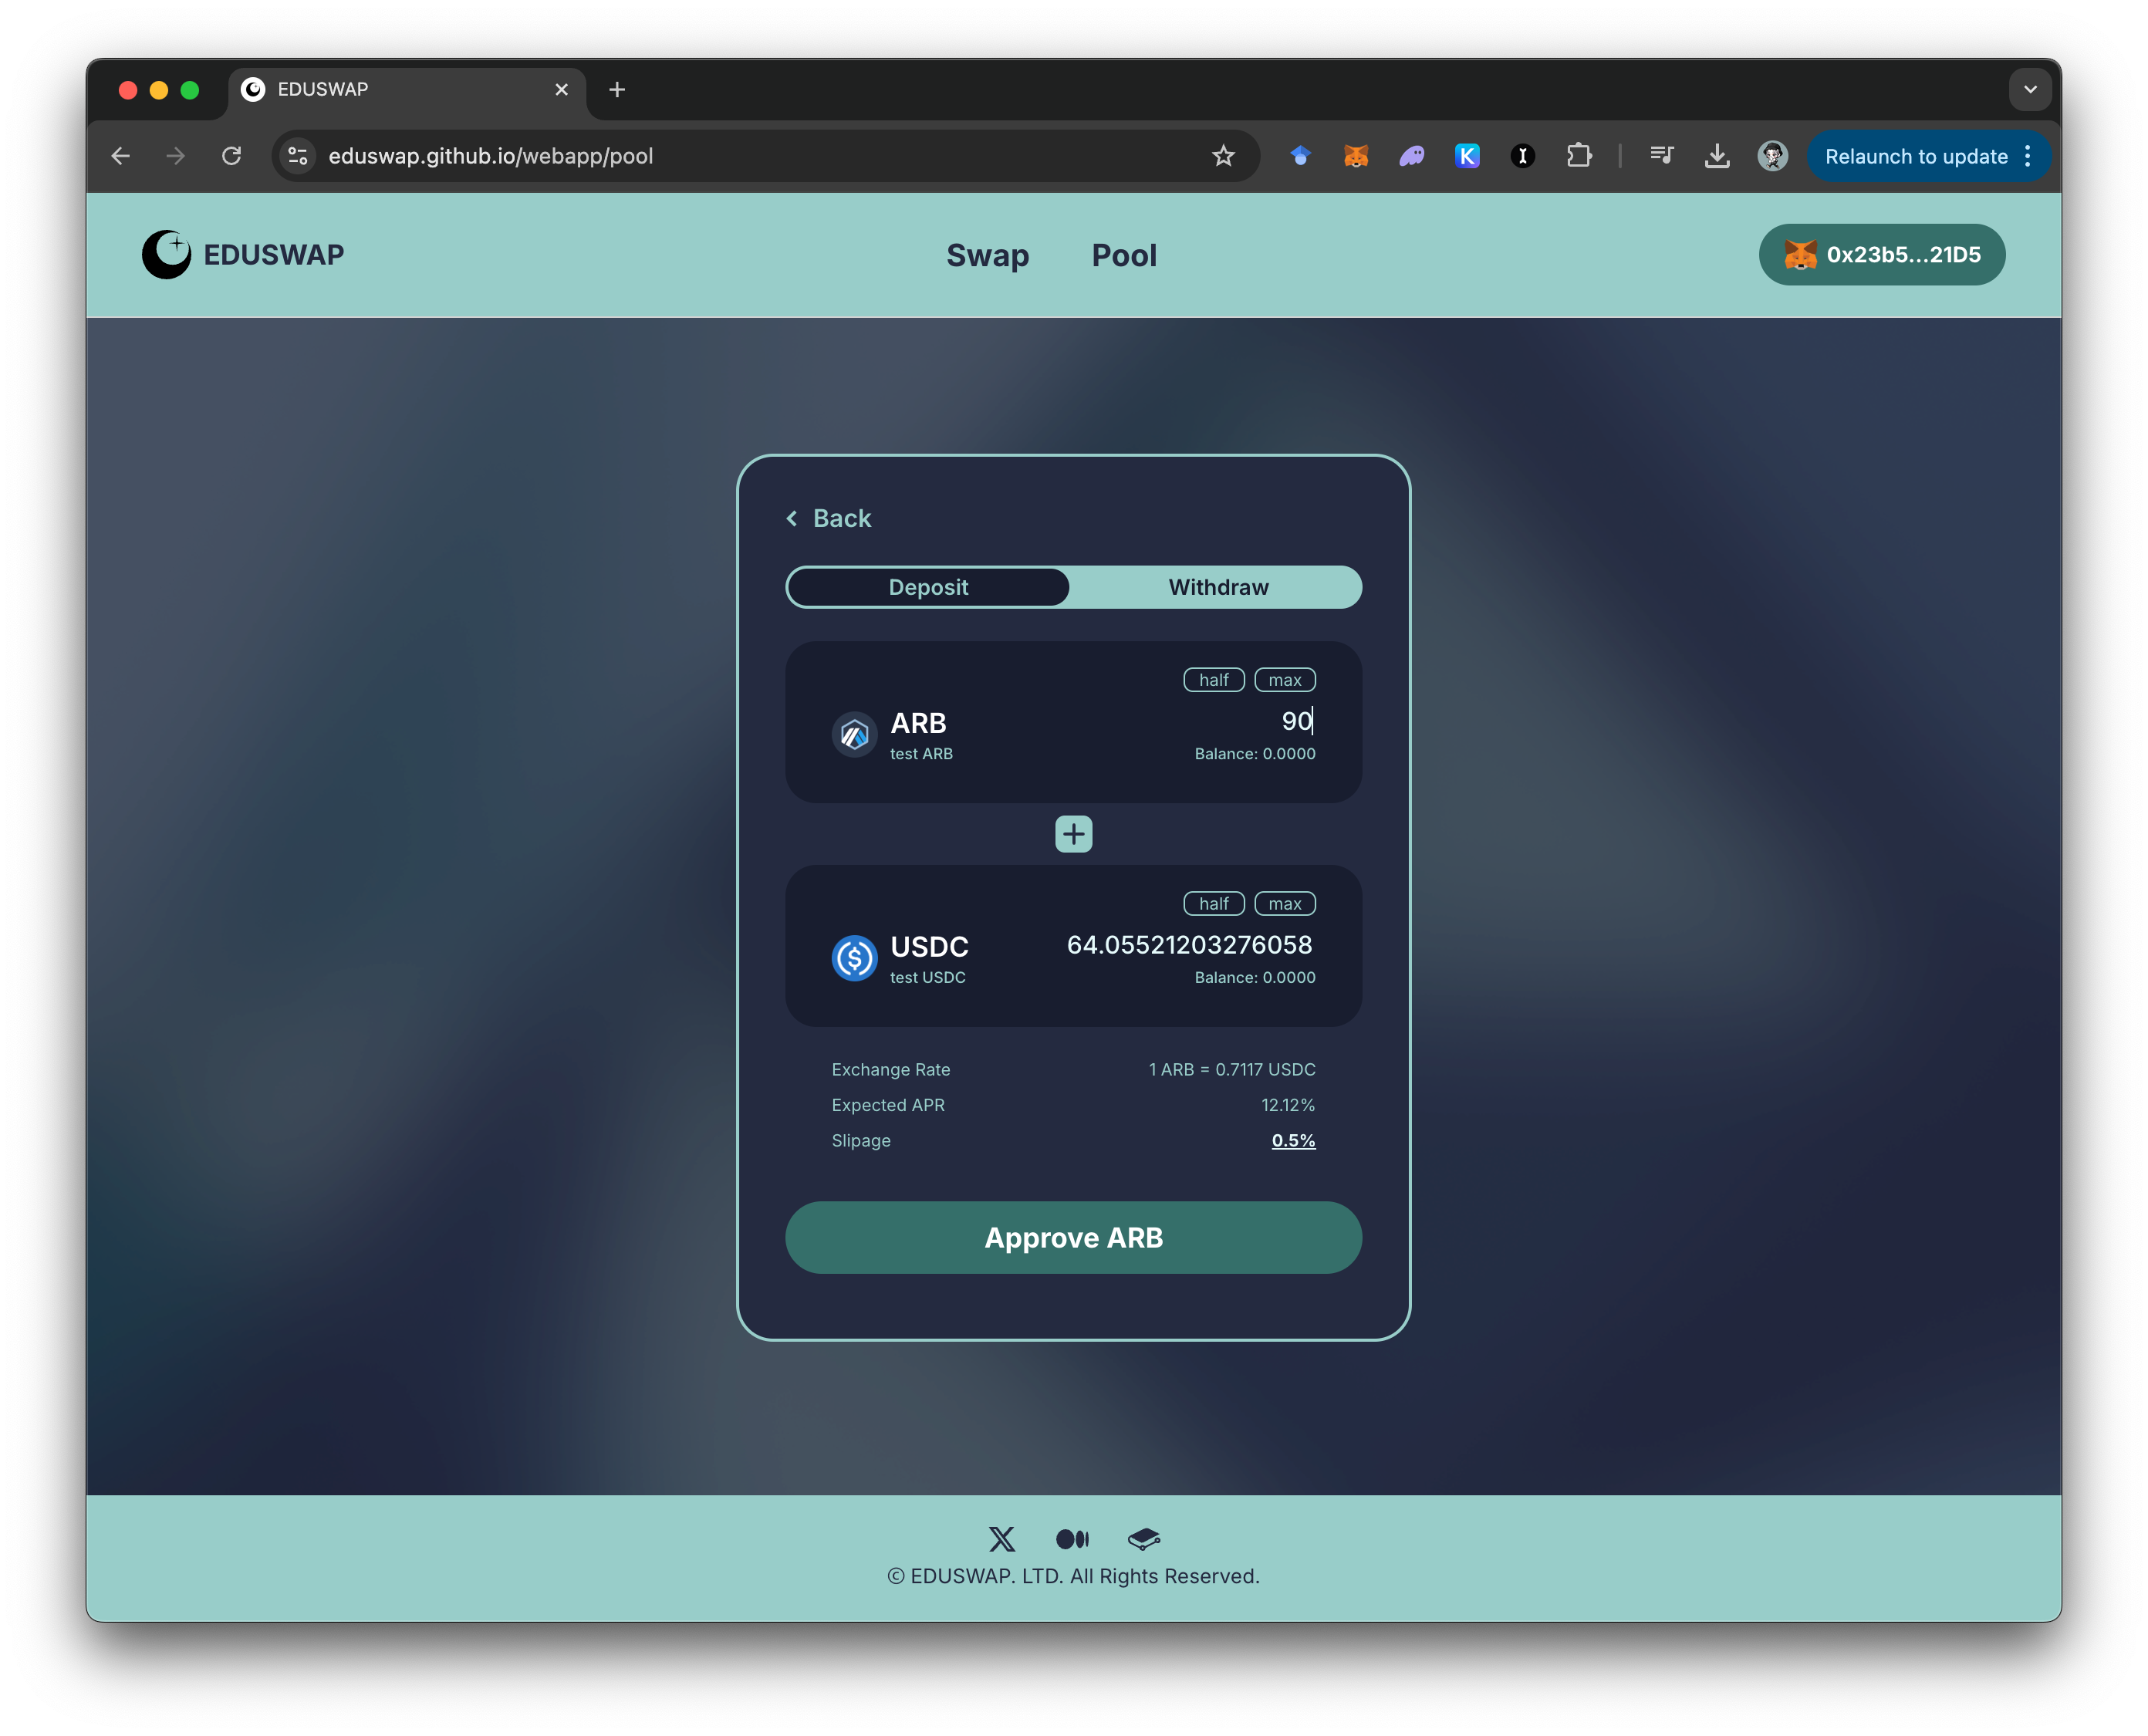 EDUSWAP
eduswap.github.io/webapp/pool
Relaunch to update
EDUSWAP
Swap
Pool
0x23b5...21D5
Back
Deposit
Withdraw
half
max
ARB
90
test ARB
Balance: 0.0000
half
max
USDC
64.05521203276058
test USDC
Balance: 0.0000
Exchange Rate
1 ARB = 0.7117 USDC
Expected APR
12.12%
Slipage
0.5%
Approve ARB
© EDUSWAP. LTD. All Rights Reserved.